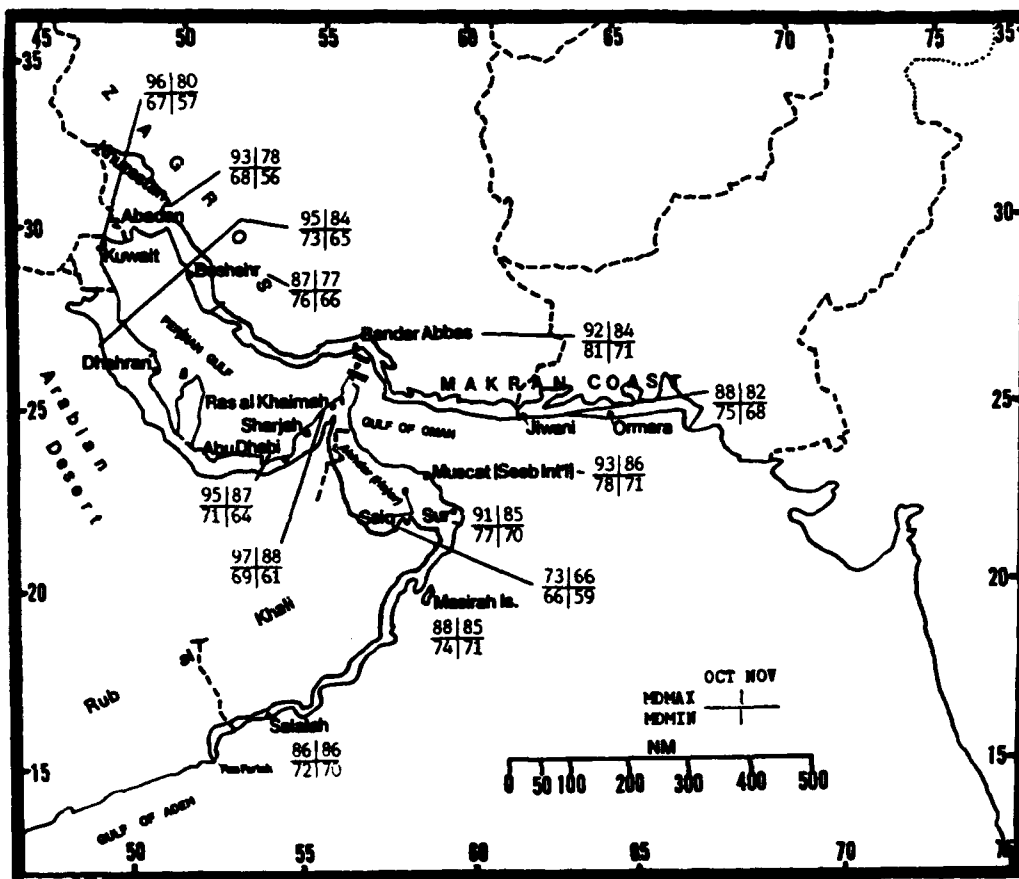 45 50 55 60 65 70 75
35 35
96|80
67|57
Z A G R O S
93|78
68|56
95|84
73|65
30 Abadan 30
Kuwait
Bushehr
87|77
76|66
PERSIAN GULF
Bandar Abbas
92|84
81|71
Dhahran
MAKRAN COAST
88|82
75|68
Arabian Desert
25 25
Ras al Khaimah
Sharjah
GULF OF OMAN
Jiwani Ormara
Abu Dhabi
Muscat (Seeb Int'l)
93|86
78|71
95|87
71|64
Saiq Sur
91|85
77|70
97|88
69|61
73|66
66|59
20 20
Khali
Masirah Is.
88|85
74|71
Rub
OCT NOV
MDMAX
MDMIN
Salalah
86|86
72|70
NM
0 50 100 200 300 400 500
15 15
GULF OF ADEN
50 55 60 65 70 75